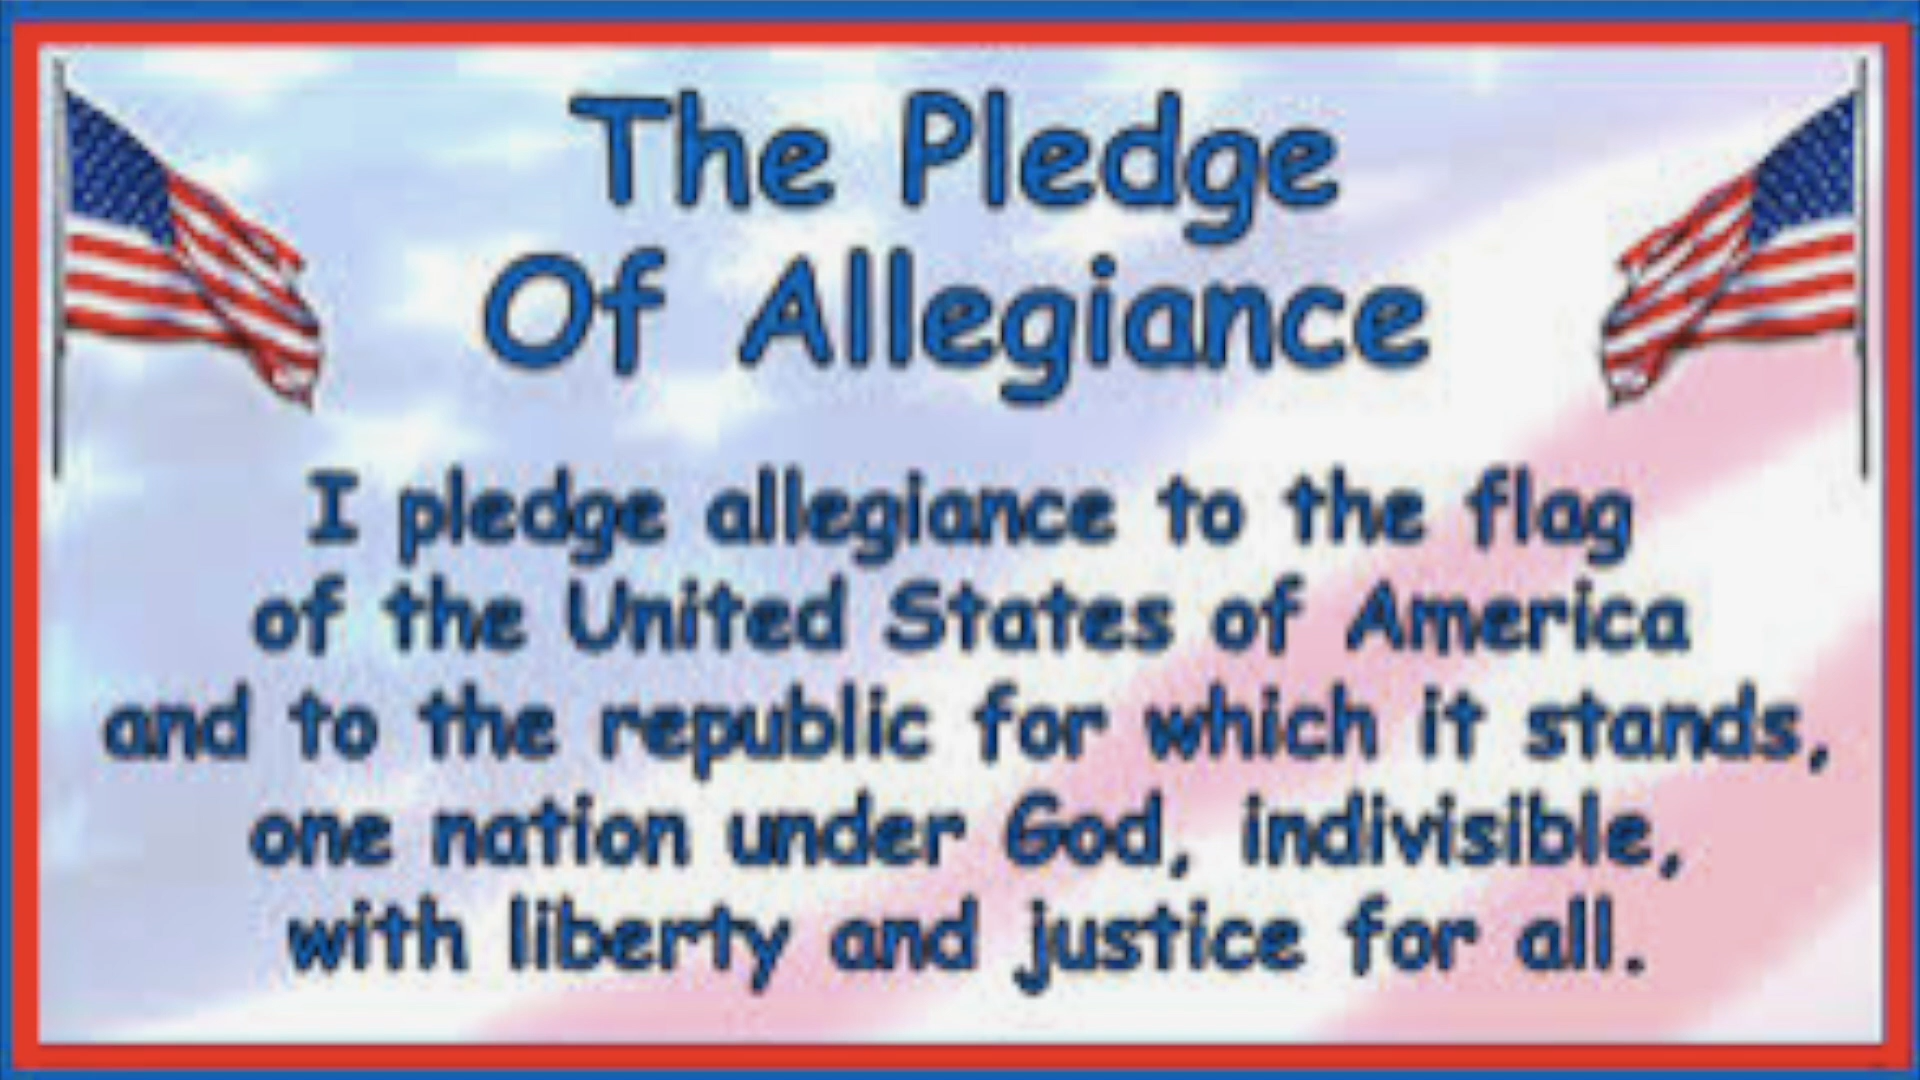 The Pledge
Of Allegiance
I pledge allegiance to the flag
of the United States of America
and to the republic for which it stands,
one nation under God, indivisible,
with liberty and justice for all.